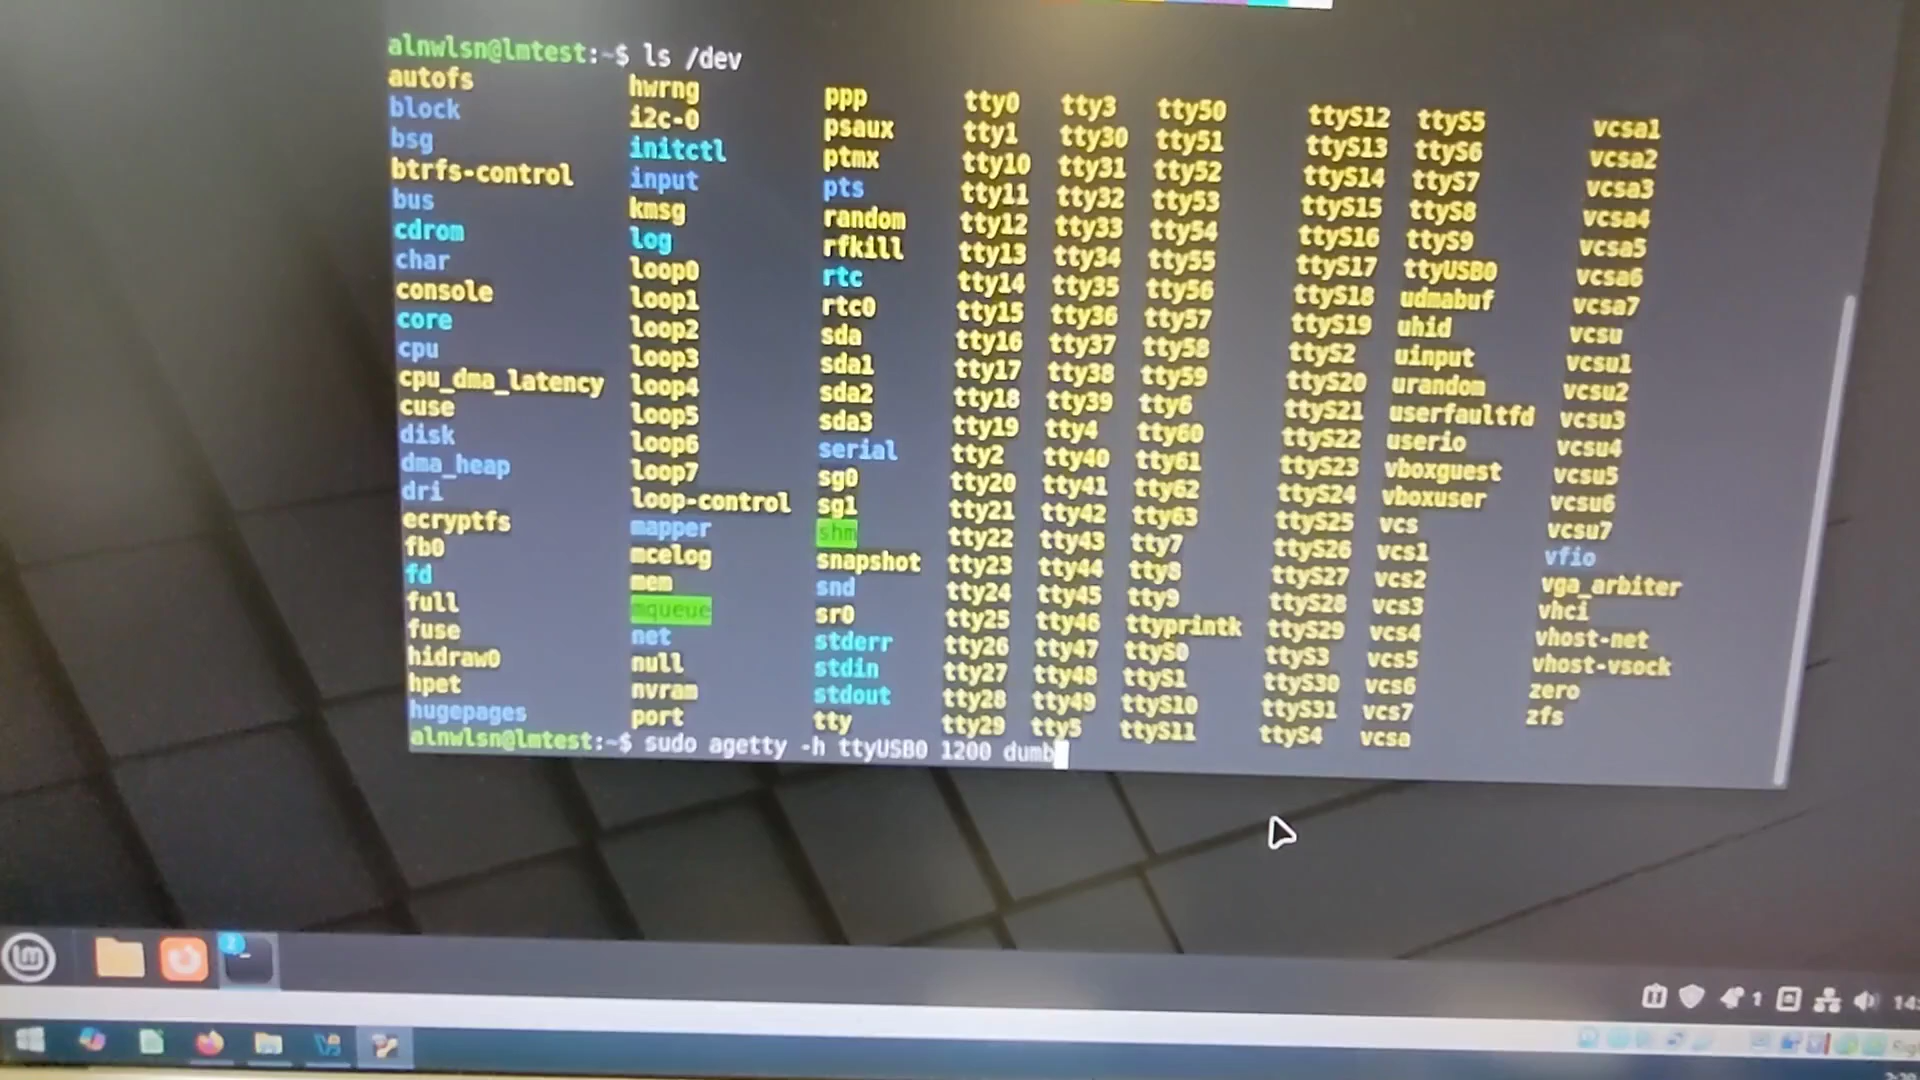 alnwlsn@lmtest:~$ ls /dev
autofs hwrng ppp tty0 tty3 tty50 ttyS12 ttyS5 vcsa1
block i2c-0 psaux tty1 tty30 tty51 ttyS13 ttyS6 vcsa2
bsg initctl ptmx tty10 tty31 tty52 ttyS14 ttyS7 vcsa3
btrfs-control input pts tty11 tty32 tty53 ttyS15 ttyS8 vcsa4
bus kmsg random tty12 tty33 tty54 ttyS16 ttyS9 vcsa5
cdrom log rfkill tty13 tty34 tty55 ttyS17 ttyUSB0 vcsa6
char loop0 rtc tty14 tty35 tty56 ttyS18 udmabuf vcsa7
console loop1 rtc0 tty15 tty36 tty57 ttyS19 uhid vcsu
core loop2 sda tty16 tty37 tty58 ttyS2 uinput vcsu1
cpu loop3 sda1 tty17 tty38 tty59 ttyS20 urandom vcsu2
cpu_dma_latency loop4 sda2 tty18 tty39 tty6 ttyS21 userfaultfd vcsu3
cuse loop5 sda3 tty19 tty4 tty60 ttyS22 userio vcsu4
disk loop6 serial tty2 tty40 tty61 ttyS23 vboxguest vcsu5
dma_heap loop7 sg0 tty20 tty41 tty62 ttyS24 vboxuser vcsu6
dri loop-control sg1 tty21 tty42 tty63 ttyS25 vcs vcsu7
ecryptfs mapper shm tty22 tty43 tty7 ttyS26 vcs1 vfio
fb0 mcelog snapshot tty23 tty44 tty8 ttyS27 vcs2 vga_arbiter
fd mem snd tty24 tty45 tty9 ttyS28 vcs3 vhci
full mqueue sr0 tty25 tty46 ttyprintk ttyS29 vcs4 vhost-net
fuse net stderr tty26 tty47 ttyS0 ttyS3 vcs5 vhost-vsock
hidraw0 null stdin tty27 tty48 ttyS1 ttyS30 vcs6 zero
hpet nvram stdout tty28 tty49 ttyS10 ttyS31 vcs7 zfs
hugepages port tty tty29 tty5 ttyS11 ttyS4 vcsa
alnwlsn@lmtest:~$ sudo agetty -h ttyUSB0 1200 dumb
2
1
14: